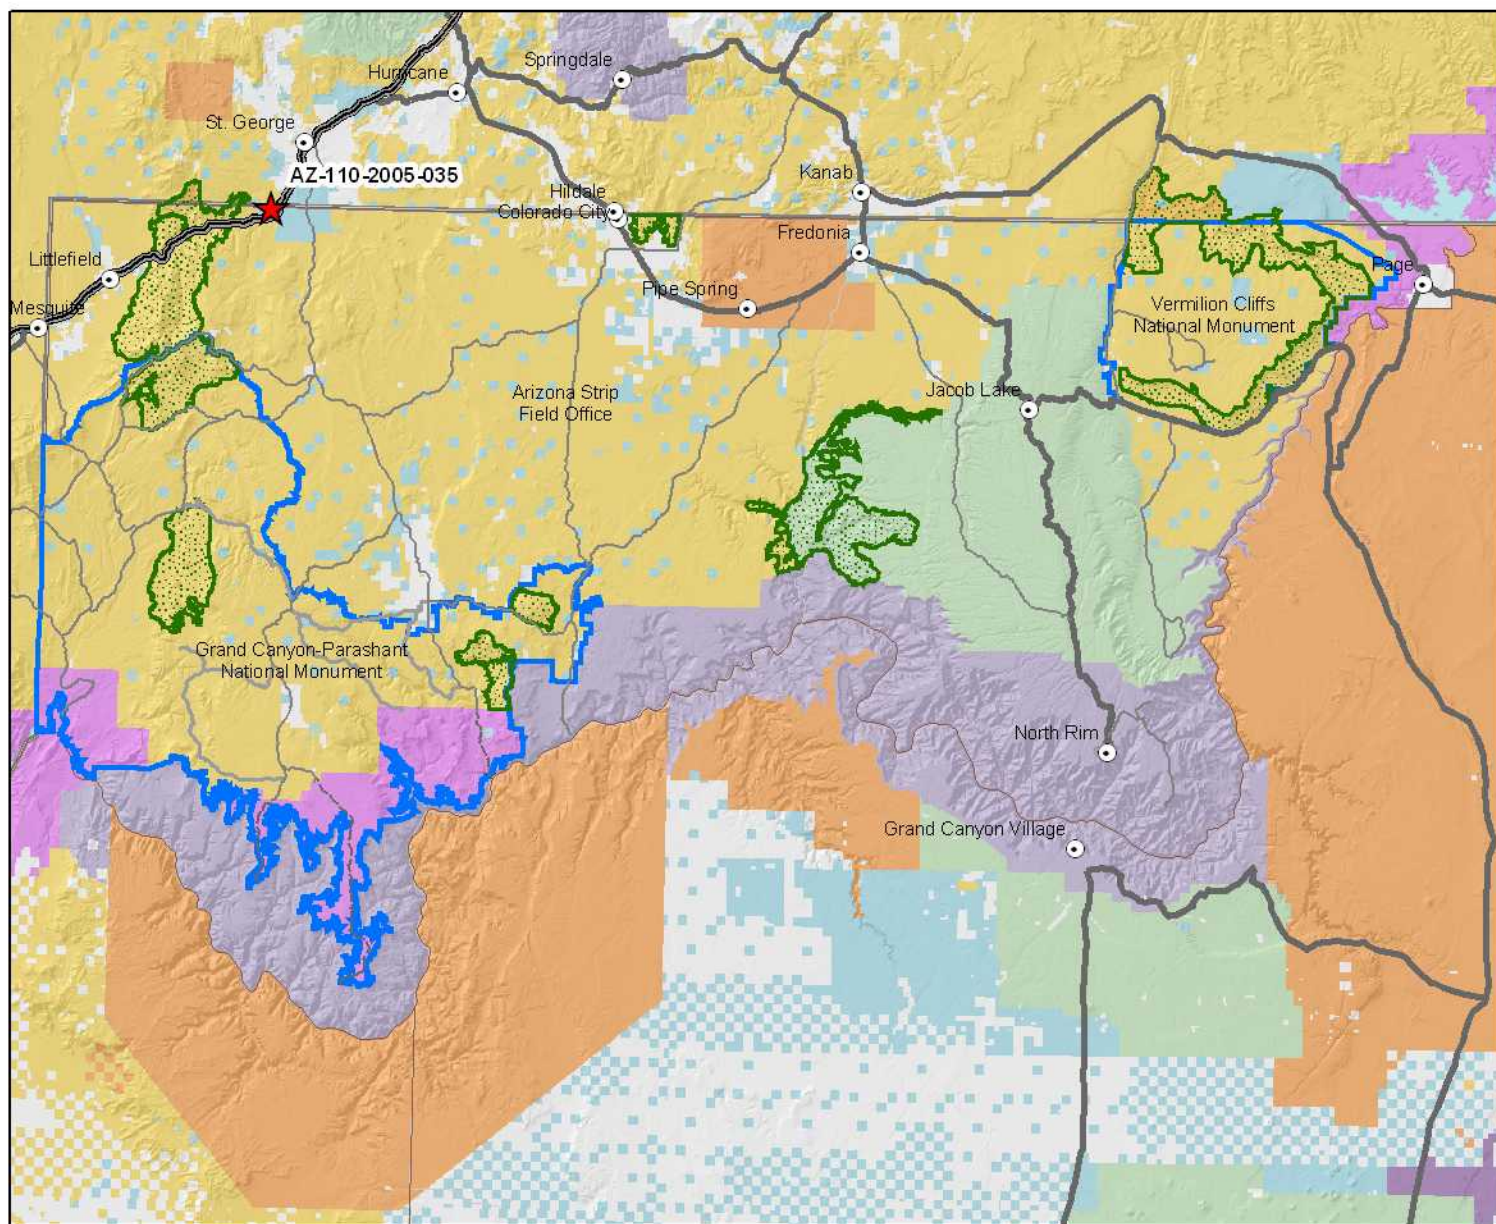 Springdale
Hurricane
St. George
AZ-110-2005-035
Kanab
Hildale
Colorado City
Fredonia
Littlefield
Page
Pipe Spring
Mesquite
Vermilion Cliffs
National Monument
Arizona Strip
Field Office
Jacob Lake
Grand Canyon-Parashant
National Monument
North Rim
Grand Canyon Village